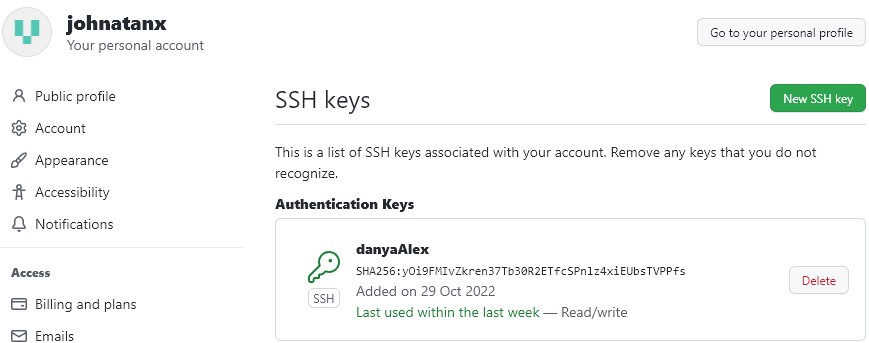 johnatanx
Your personal account
Go to your personal profile
Public profile
Account
Appearance
Accessibility
Notifications
Access
Billing and plans
Emails
SSH keys
New SSH key
This is a list of SSH keys associated with your account. Remove any keys that you do not
recognize.
Authentication Keys
danyaAlex
SHA256:yOi9FMIvZkren37Tb30R2ETfcSPn1z4xiEUbsTVPPfs
SSH
Added on 29 Oct 2022
Last used within the last week — Read/write
Delete